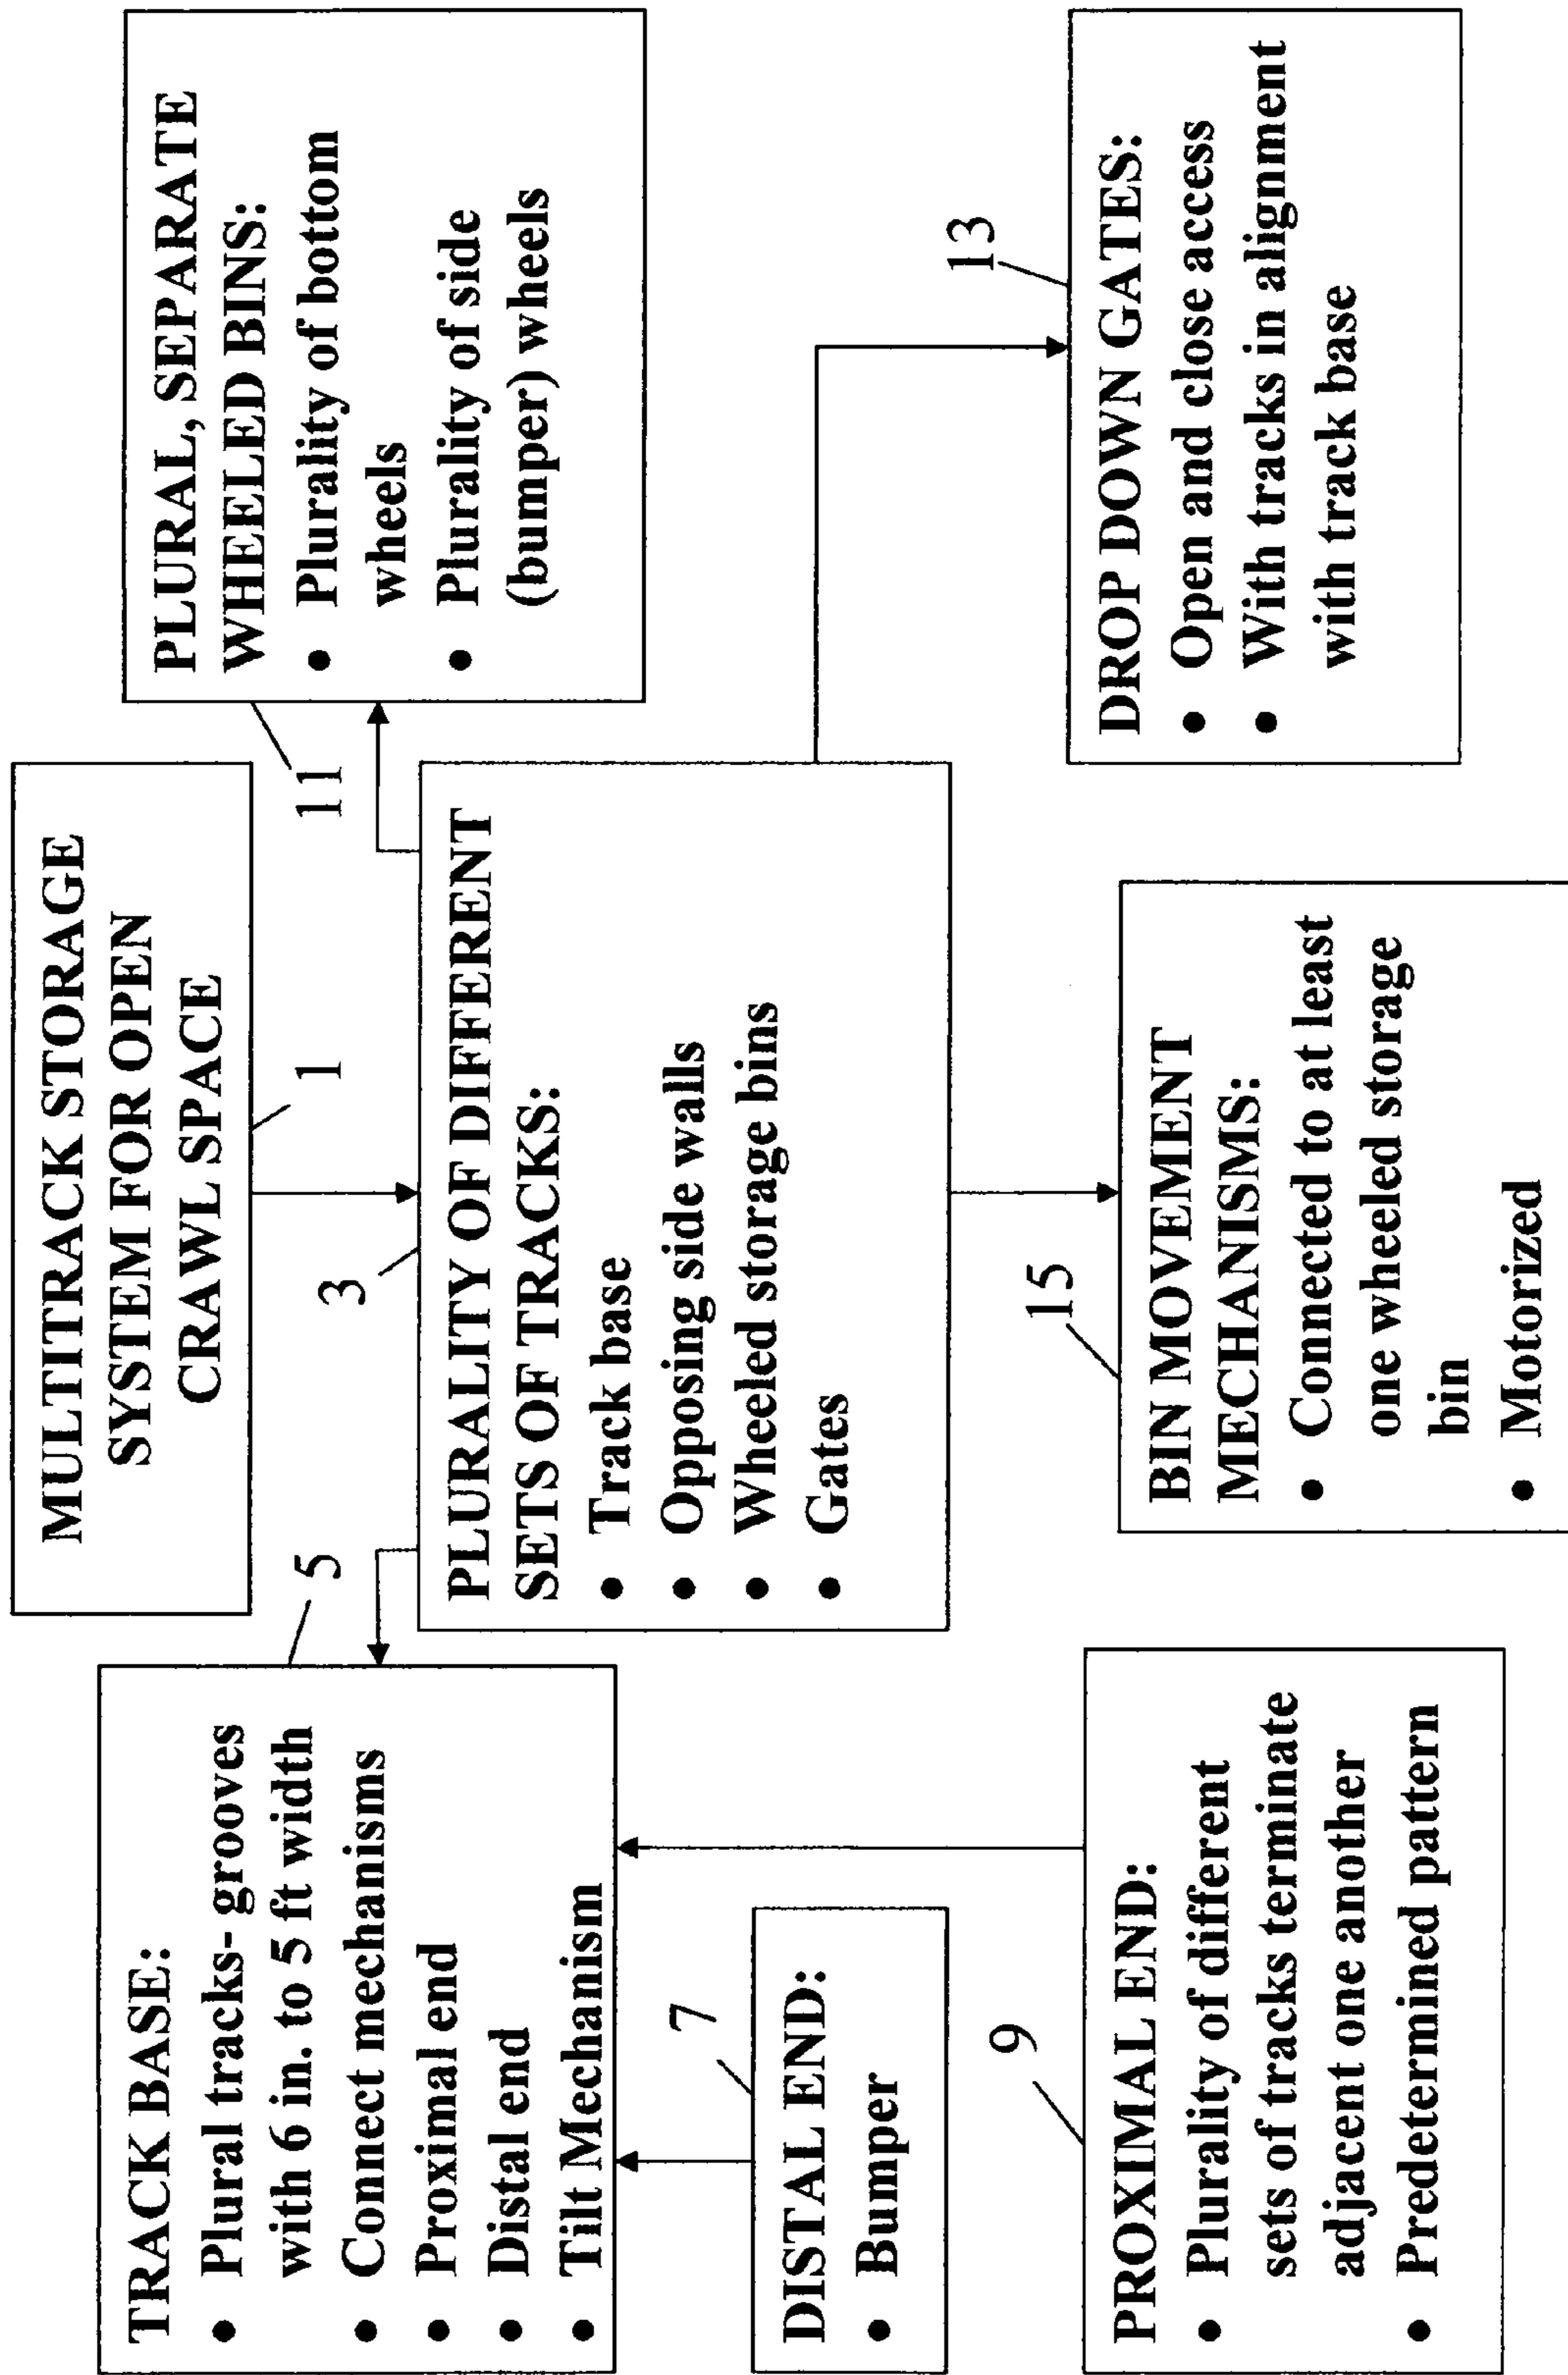 MULTITRACK STORAGE
SYSTEM FOR OPEN
CRAWL SPACE
1
TRACK BASE:
• Plural tracks- grooves
with 6 in. to 5 ft width
• Connect mechanisms
• Proximal end
• Distal end
• Tilt Mechanism
5
PLURALITY OF DIFFERENT
SETS OF TRACKS:
• Track base
• Opposing side walls
• Wheeled storage bins
• Gates
3
PLURAL, SEPARATE
WHEELED BINS:
• Plurality of bottom
wheels
• Plurality of side
(bumper) wheels
11
DISTAL END:
• Bumper
7
PROXIMAL END:
• Plurality of different
sets of tracks terminate
adjacent one another
• Predetermined pattern
9
BIN MOVEMENT
MECHANISMS:
• Connected to at least
one wheeled storage
bin
• Motorized
15
DROP DOWN GATES:
• Open and close access
• With tracks in alignment
with track base
13